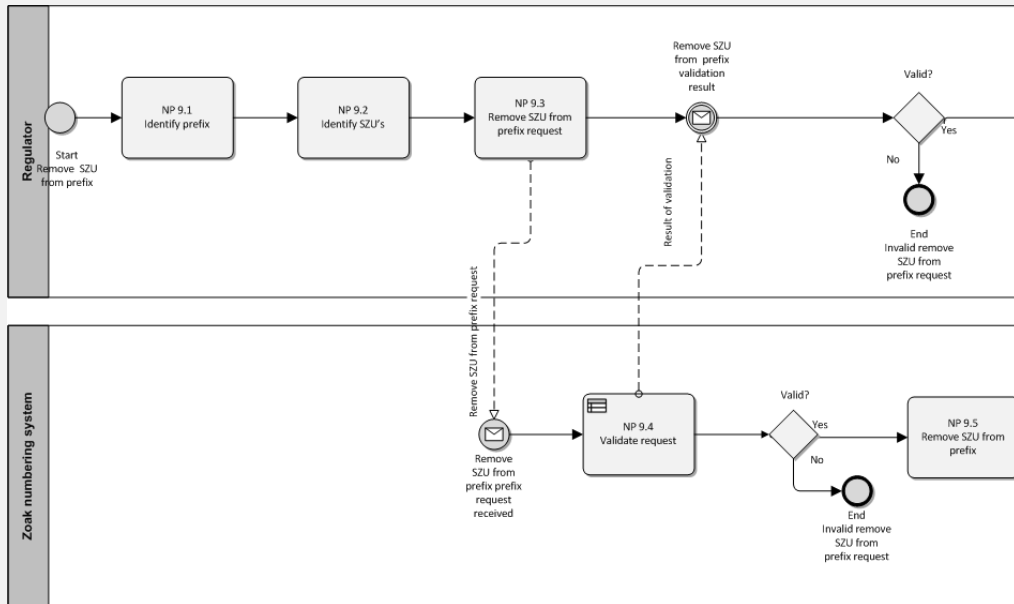 Regulator
Start
Remove SZU
from prefix
NP 9.1
Identify prefix
NP 9.2
Identify SZU's
NP 9.3
Remove SZU from
prefix request
Remove SZU
from prefix
validation
result
Valid?
Yes
No
End
Invalid remove
SZU from
prefix request
Remove SZU from prefix request
Result of validation
Zoak numbering system
Remove
SZU from
prefix prefix
request
received
NP 9.4
Validate request
Valid?
Yes
No
End
Invalid remove
SZU from
prefix request
NP 9.5
Remove SZU from
prefix